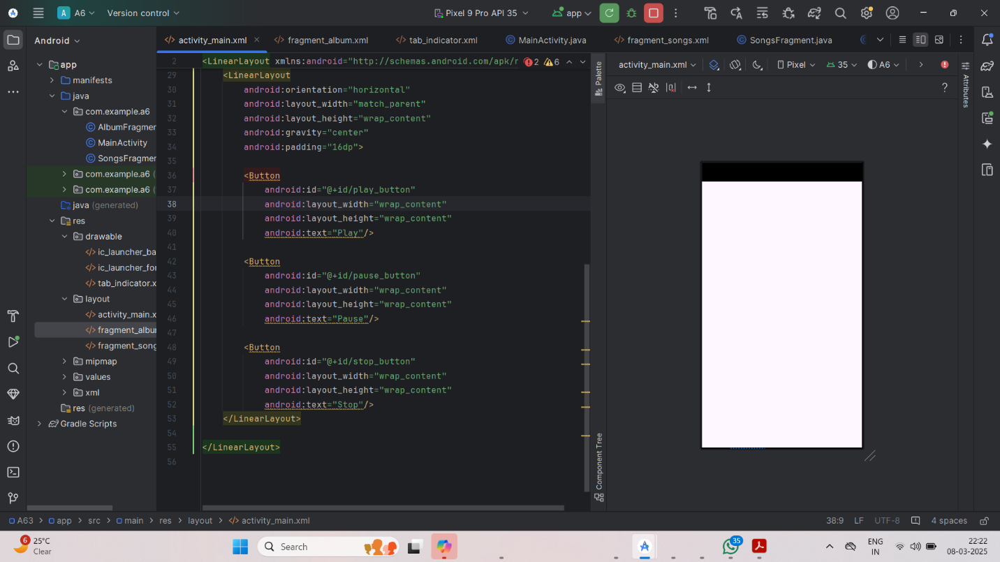 A A6 Version control Pixel 9 Pro API 35 app
Android
activity_main.xml fragment_album.xml tab_indicator.xml MainActivity.java fragment_songs.xml SongsFragment.java
app
manifests
java
com.example.a6
AlbumFragmen
MainActivity
SongsFragmen
com.example.a6 (
com.example.a6 (
java (generated)
res
drawable
ic_launcher_ba
ic_launcher_for
tab_indicator.x
layout
activity_main.x
fragment_albur
fragment_song
mipmap
values
xml
res (generated)
Gradle Scripts
2 <LinearLayout xmlns:android="http://schemas.android.com/apk/r 2 6
29 <LinearLayout
30 android:orientation="horizontal"
31 android:layout_width="match_parent"
32 android:layout_height="wrap_content"
33 android:gravity="center"
34 android:padding="16dp">
35
36 <Button
37 android:id="@+id/play_button"
38 android:layout_width="wrap_content"
39 android:layout_height="wrap_content"
40 android:text="Play"/>
41
42 <Button
43 android:id="@+id/pause_button"
44 android:layout_width="wrap_content"
45 android:layout_height="wrap_content"
46 android:text="Pause"/>
47
48 <Button
49 android:id="@+id/stop_button"
50 android:layout_width="wrap_content"
51 android:layout_height="wrap_content"
52 android:text="Stop"/>
53 </LinearLayout>
54
55 </LinearLayout>
56
Palette
Component Tree
activity_main.xml Pixel 35 A6
?
Attributes
A63 > app > src > main > res > layout > activity_main.xml
38:9 LF UTF-8 4 spaces
6
25°C
Clear
Search
35
ENG
IN
22:22
08-03-2025